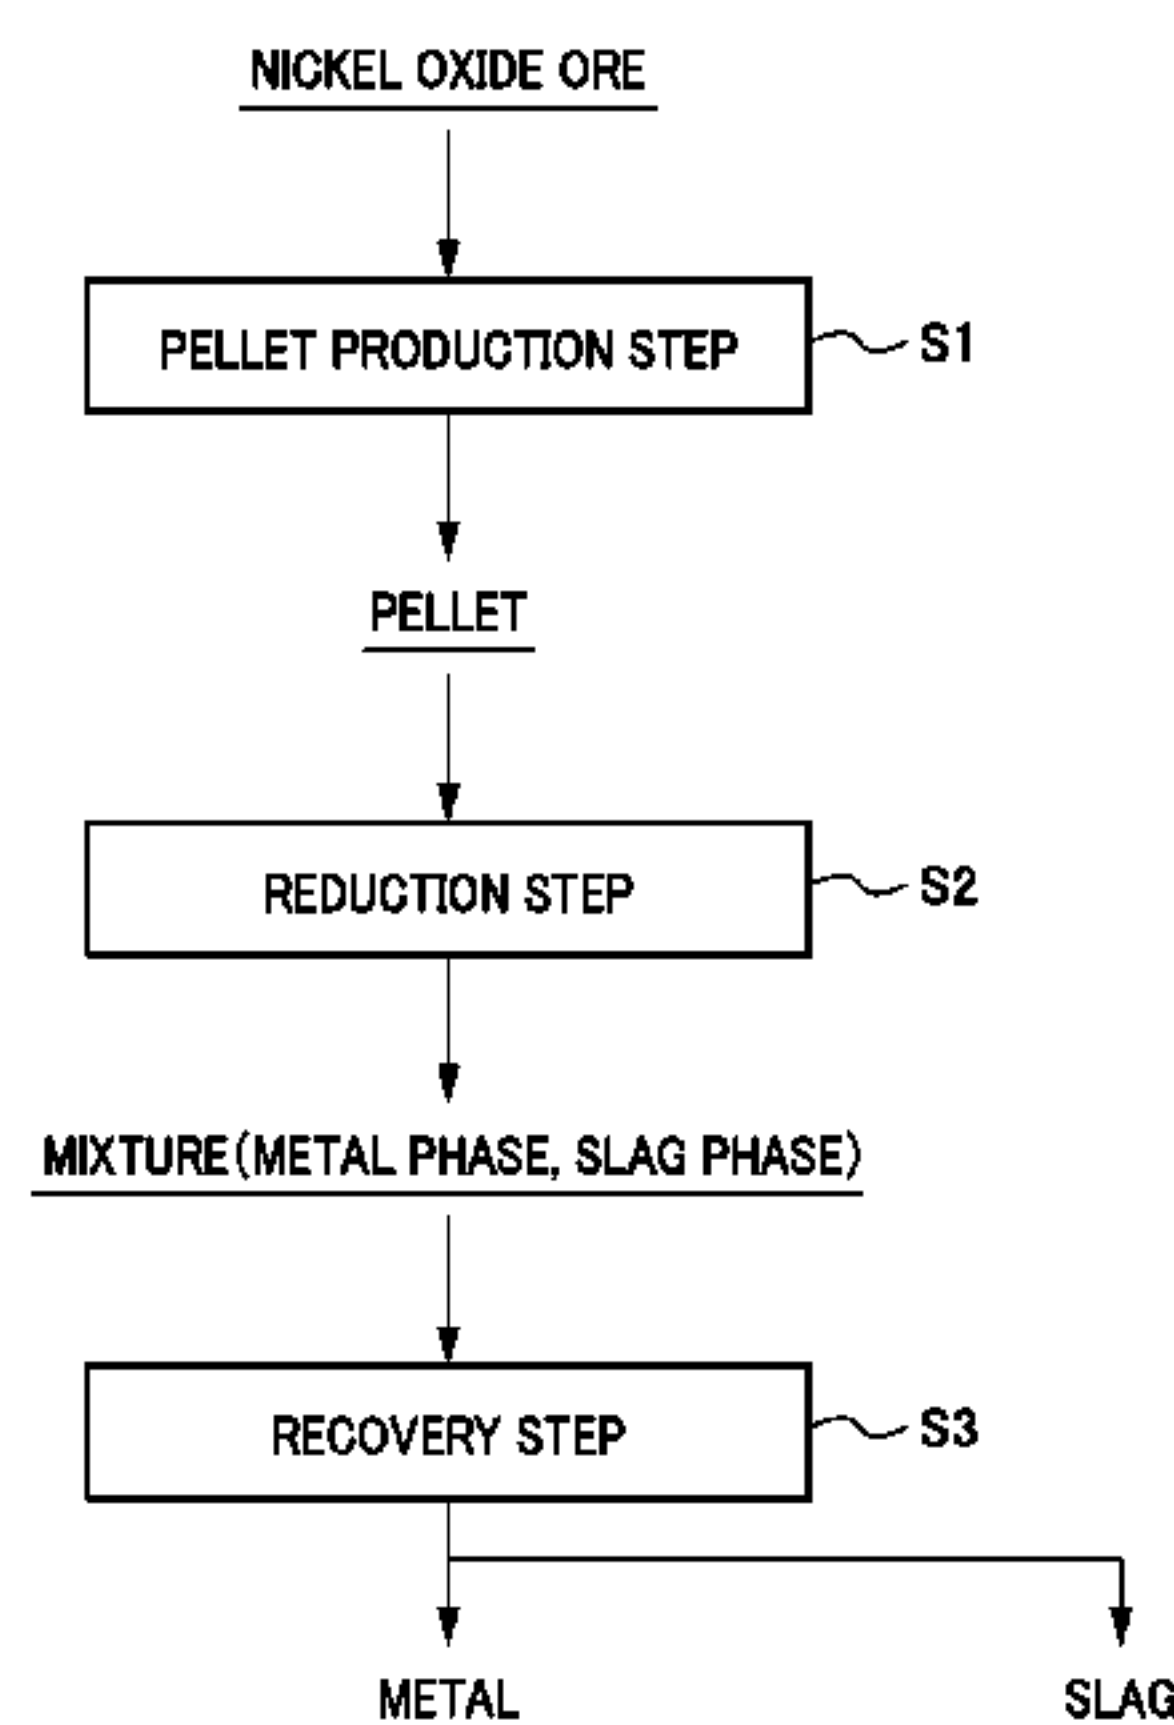 NICKEL OXIDE ORE
PELLET PRODUCTION STEP
S1
PELLET
REDUCTION STEP
S2
MIXTURE(METAL PHASE, SLAG PHASE)
RECOVERY STEP
S3
METAL
SLAG